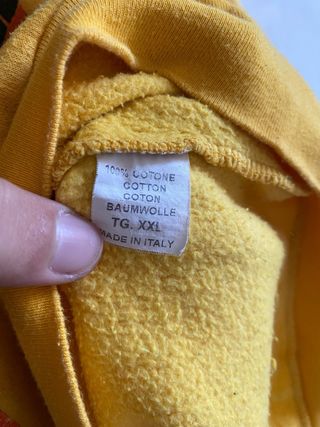 100% COTONE
COTTON
COTON
BAUMWOLLE
TG. XXL
MADE IN ITALY